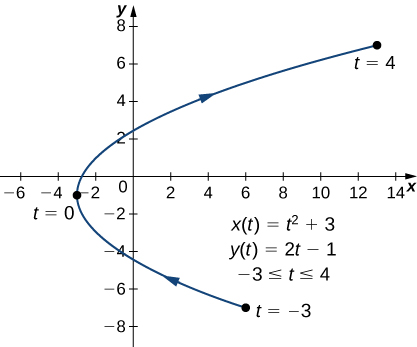 y
8
6
t = 4
4
2
−6 −4 −2 0 2 4 6 8 10 12 14 x
t = 0
−2
x(t) = t² + 3
y(t) = 2t − 1
−4
−3 ≤ t ≤ 4
−6
t = −3
−8